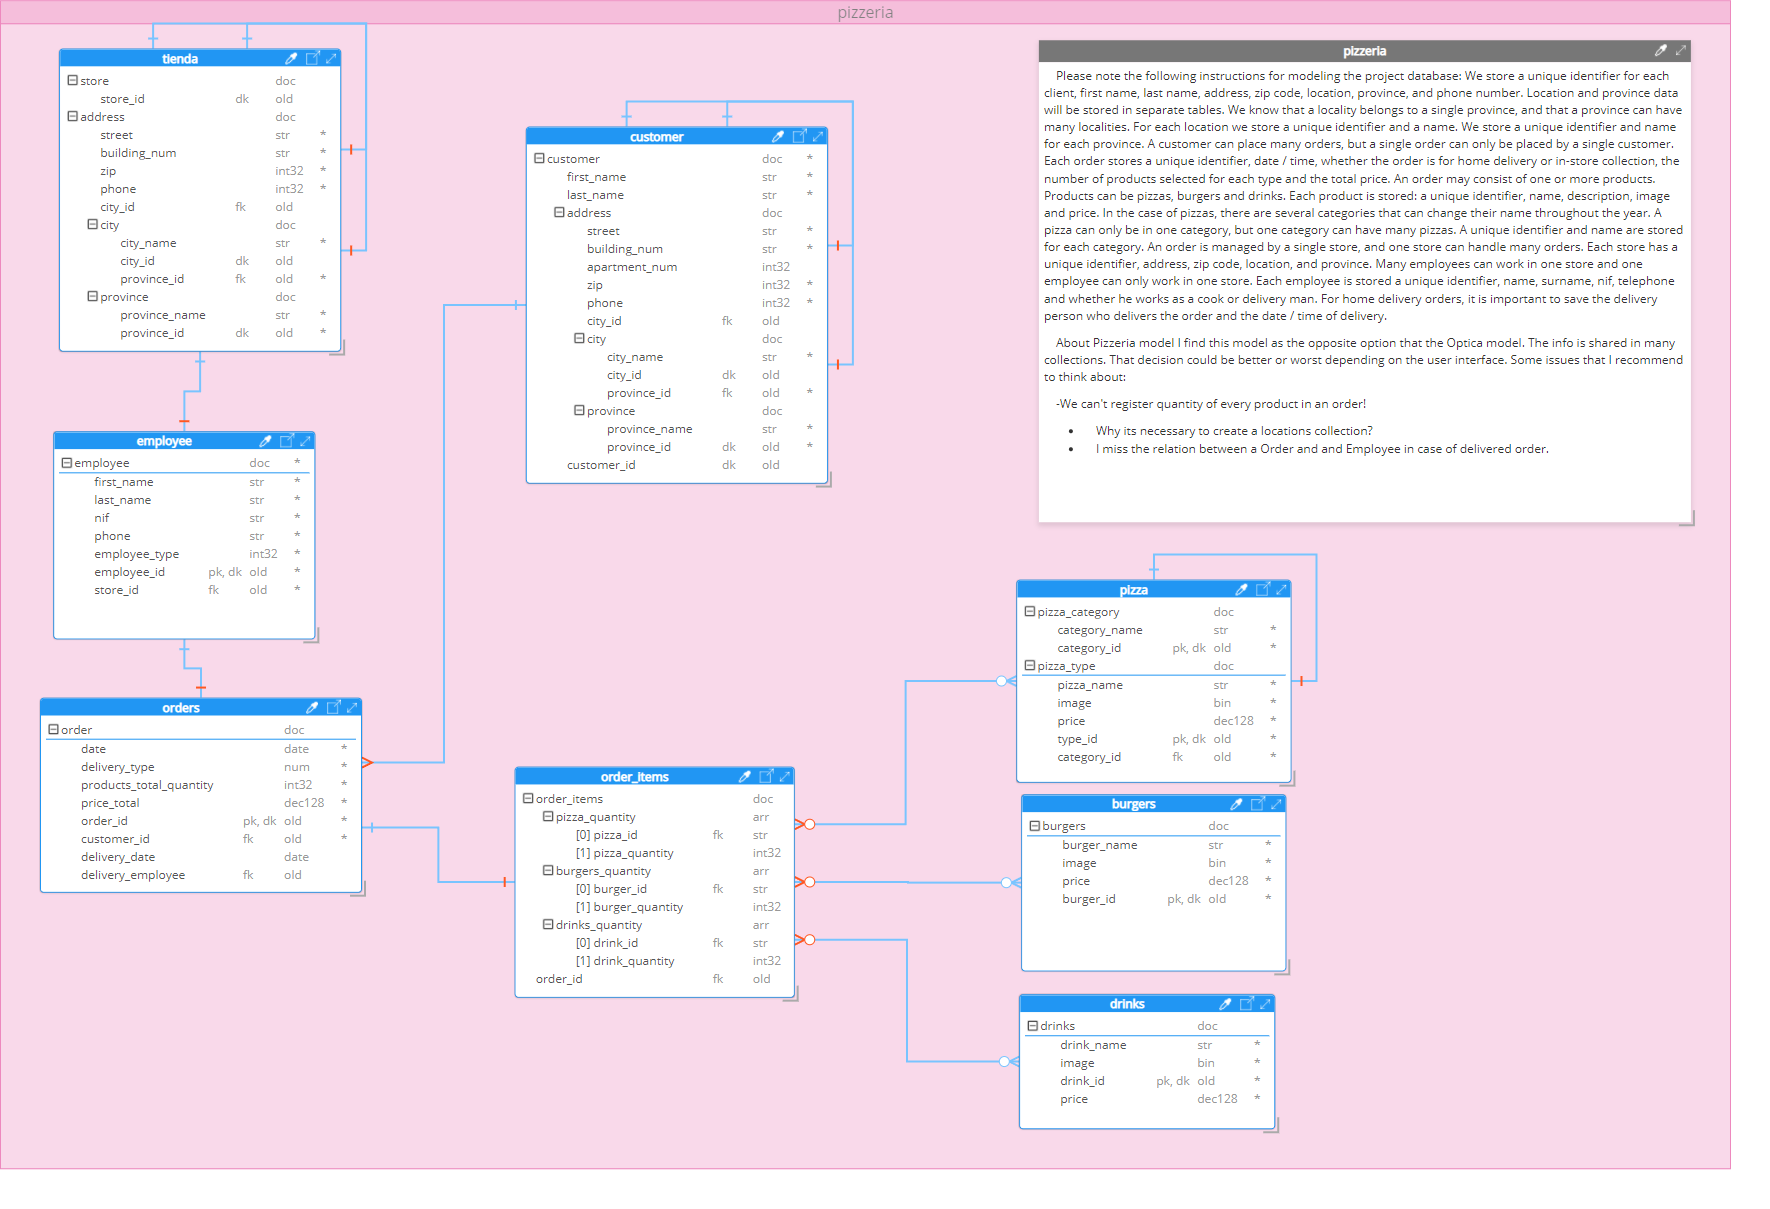 pizzeria
tienda
store doc
store_id dk old
address doc
street str *
building_num str *
zip int32 *
phone int32 *
city_id fk old
city doc
city_name str *
city_id dk old
province_id fk old *
province doc
province_name str *
province_id dk old *
customer
customer doc *
first_name str *
last_name str *
address doc
street str *
building_num str *
apartment_num int32
zip int32 *
phone int32 *
city_id fk old
city doc
city_name str *
city_id dk old
province_id fk old *
province doc
province_name str *
province_id dk old *
customer_id dk old
pizzeria
Please note the following instructions for modeling the project database: We store a unique identifier for each
client, first name, last name, address, zip code, location, province, and phone number. Location and province data
will be stored in separate tables. We know that a locality belongs to a single province, and that a province can have
many localities. For each location we store a unique identifier and a name. We store a unique identifier and name
for each province. A customer can place many orders, but a single order can only be placed by a single customer.
Each order stores a unique identifier, date / time, whether the order is for home delivery or in-store collection, the
number of products selected for each type and the total price. An order may consist of one or more products.
Products can be pizzas, burgers and drinks. Each product is stored: a unique identifier, name, description, image
and price. In the case of pizzas, there are several categories that can change their name throughout the year. A
pizza can only be in one category, but one category can have many pizzas. A unique identifier and name are stored
for each category. An order is managed by a single store, and one store can handle many orders. Each store has a
unique identifier, address, zip code, location, and province. Many employees can work in one store and one
employee can only work in one store. Each employee is stored a unique identifier, name, surname, nif, telephone
and whether he works as a cook or delivery man. For home delivery orders, it is important to save the delivery
person who delivers the order and the date / time of delivery.
About Pizzeria model I find this model as the opposite option that the Optica model. The info is shared in many
collections. That decision could be better or worst depending on the user interface. Some issues that I recommend
to think about:
-We can't register quantity of every product in an order!
• Why its necessary to create a locations collection?
• I miss the relation between a Order and and Employee in case of delivered order.
employee
employee doc *
first_name str *
last_name str *
nif str *
phone str *
employee_type int32 *
employee_id pk, dk old *
store_id fk old *
orders
order doc
date date *
delivery_type num *
products_total_quantity int32 *
price_total dec128 *
order_id pk, dk old *
customer_id fk old *
delivery_date date
delivery_employee fk old
order_items
order_items doc
pizza_quantity arr
[0] pizza_id fk str
[1] pizza_quantity int32
burgers_quantity arr
[0] burger_id fk str
[1] burger_quantity int32
drinks_quantity arr
[0] drink_id fk str
[1] drink_quantity int32
order_id fk old
pizza
pizza_category doc
category_name str *
category_id pk, dk old *
pizza_type doc
pizza_name str *
image bin *
price dec128 *
type_id pk, dk old *
category_id fk old *
burgers
burgers doc
burger_name str *
image bin *
price dec128 *
burger_id pk, dk old *
drinks
drinks doc
drink_name str *
image bin *
drink_id pk, dk old *
price dec128 *